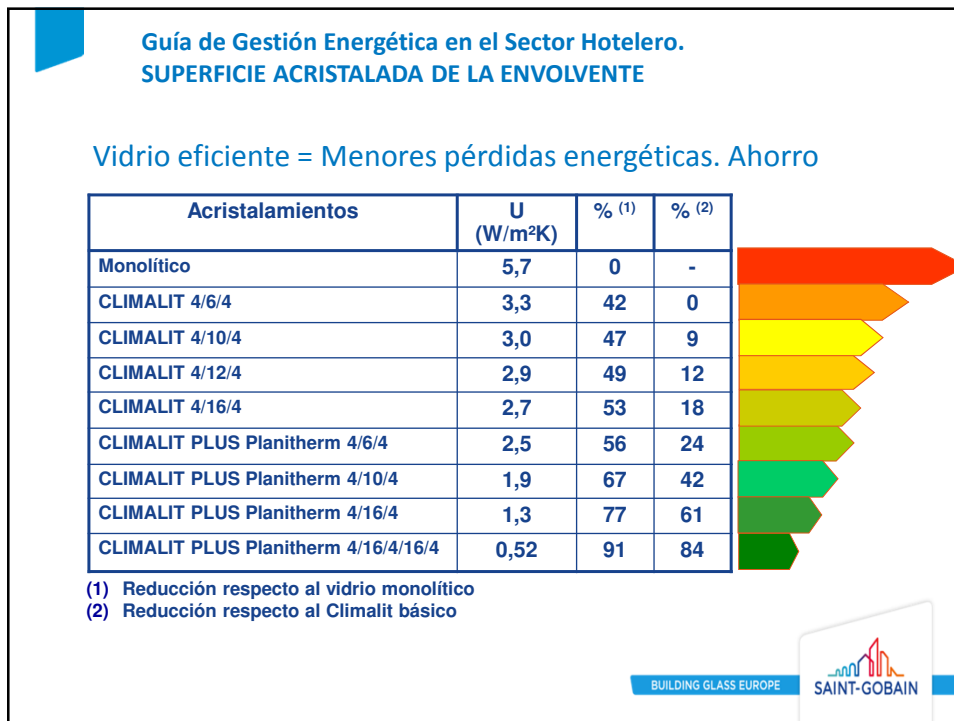 Guía de Gestión Energética en el Sector Hotelero.
SUPERFICIE ACRISTALADA DE LA ENVOLVENTE
Vidrio eficiente = Menores pérdidas energéticas. Ahorro
Acristalamientos U (W/m²K) % (1) % (2)
Monolítico 5,7 0 -
CLIMALIT 4/6/4 3,3 42 0
CLIMALIT 4/10/4 3,0 47 9
CLIMALIT 4/12/4 2,9 49 12
CLIMALIT 4/16/4 2,7 53 18
CLIMALIT PLUS Planitherm 4/6/4 2,5 56 24
CLIMALIT PLUS Planitherm 4/10/4 1,9 67 42
CLIMALIT PLUS Planitherm 4/16/4 1,3 77 61
CLIMALIT PLUS Planitherm 4/16/4/16/4 0,52 91 84
(1) Reducción respecto al vidrio monolítico
(2) Reducción respecto al Climalit básico
BUILDING GLASS EUROPE
SAINT-GOBAIN